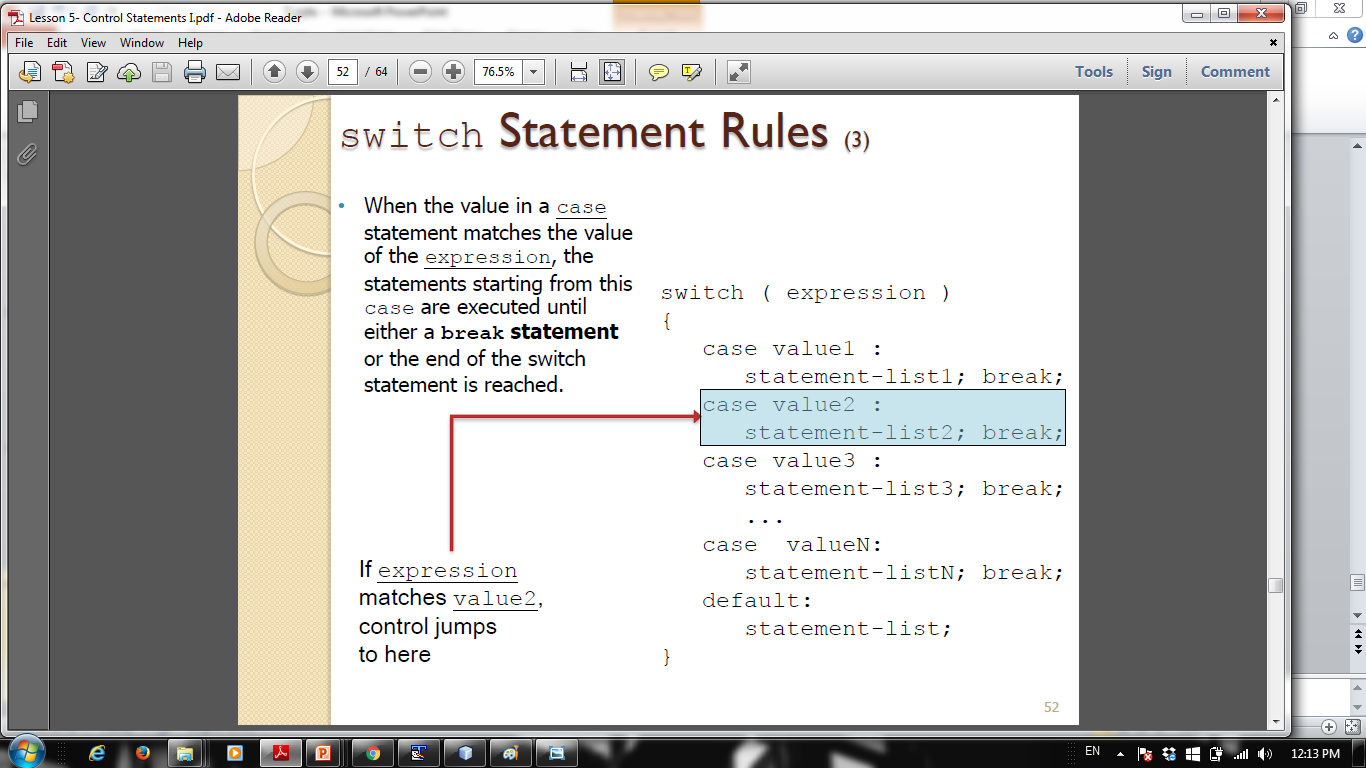 Lesson 5- Control Statements I.pdf - Adobe Reader
File Edit View Window Help
52 / 64 76.5% Tools Sign Comment
switch Statement Rules (3)
• When the value in a case
statement matches the value
of the expression, the
statements starting from this
case are executed until
either a break statement
or the end of the switch
statement is reached.
If expression
matches value2,
control jumps
to here
switch ( expression )
{
case value1 :
statement-list1; break;
case value2 :
statement-list2; break;
case value3 :
statement-list3; break;
...
case valueN:
statement-listN; break;
default:
statement-list;
}
52
EN 12:13 PM